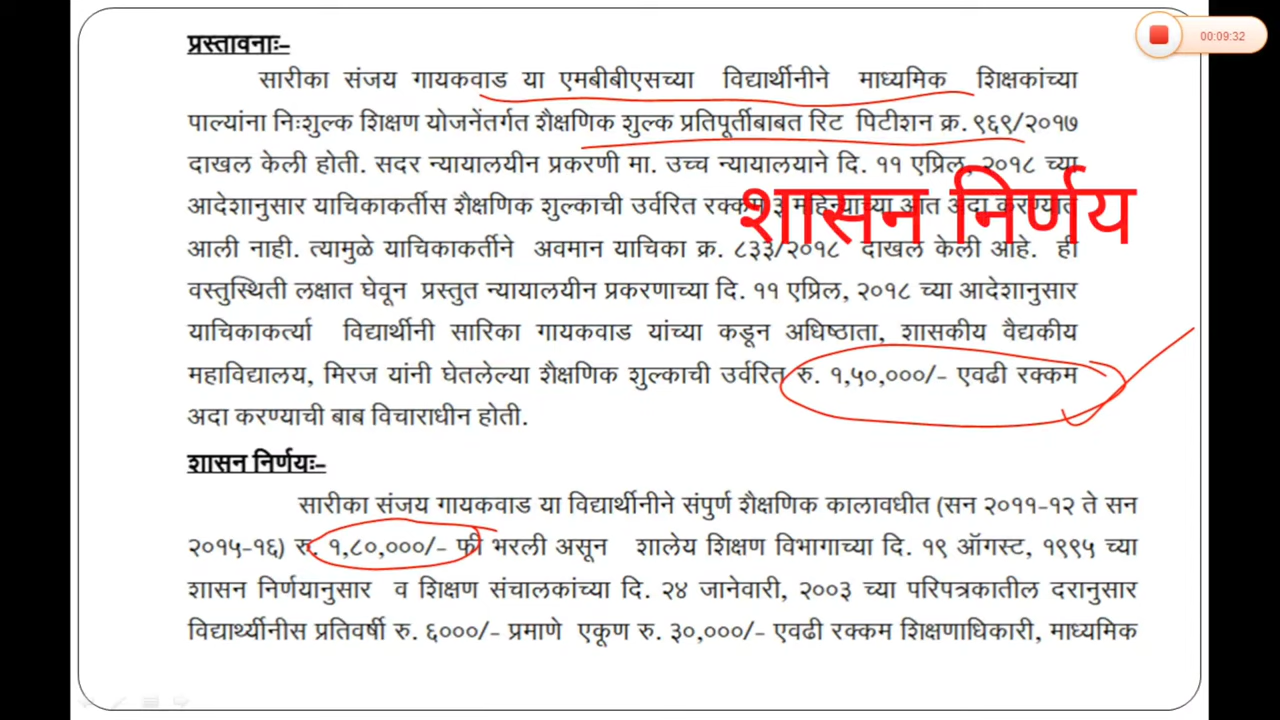 00:09:32
प्रस्तावनाः-
सारीका संजय गायकवाड या एमबीबीएसच्या विद्यार्थीनीने माध्यमिक शिक्षकांच्या
पाल्यांना निःशुल्क शिक्षण योजनेंतर्गत शैक्षणिक शुल्क प्रतिपूर्तीबाबत रिट पिटीशन क्र. ९६९/२०१७
दाखल केली होती. सदर न्यायालयीन प्रकरणी मा. उच्च न्यायालयाने दि. ११ एप्रिल, २०१८ च्या
शासन निर्णय
आदेशानुसार याचिकाकर्तीस शैक्षणिक शुल्काची उर्वरित रक्कम ३ महिन्याच्या आत अदा करण्यात
आली नाही. त्यामुळे याचिकाकर्तीने अवमान याचिका क्र. ८३३/२०१८ दाखल केली आहे. ही
वस्तुस्थिती लक्षात घेवून प्रस्तुत न्यायालयीन प्रकरणाच्या दि. ११ एप्रिल, २०१८ च्या आदेशानुसार
याचिकाकर्त्या विद्यार्थीनी सारिका गायकवाड यांच्या कडून अधिष्ठाता, शासकीय वैद्यकीय
महाविद्यालय, मिरज यांनी घेतलेल्या शैक्षणिक शुल्काची उर्वरित रु. १,५०,०००/- एवढी रक्कम
अदा करण्याची बाब विचाराधीन होती.
शासन निर्णयः-
सारीका संजय गायकवाड या विद्यार्थीनीने संपुर्ण शैक्षणिक कालावधीत (सन २०११-१२ ते सन
२०१५-१६) रु. १,८०,०००/- फी भरली असून शालेय शिक्षण विभागाच्या दि. १९ ऑगस्ट, १९९५ च्या
शासन निर्णयानुसार व शिक्षण संचालकांच्या दि. २४ जानेवारी, २००३ च्या परिपत्रकातील दरानुसार
विद्यार्थ्यीनीस प्रतिवर्षी रु. ६०००/- प्रमाणे एकूण रु. ३०,०००/- एवढी रक्कम शिक्षणाधिकारी, माध्यमिक